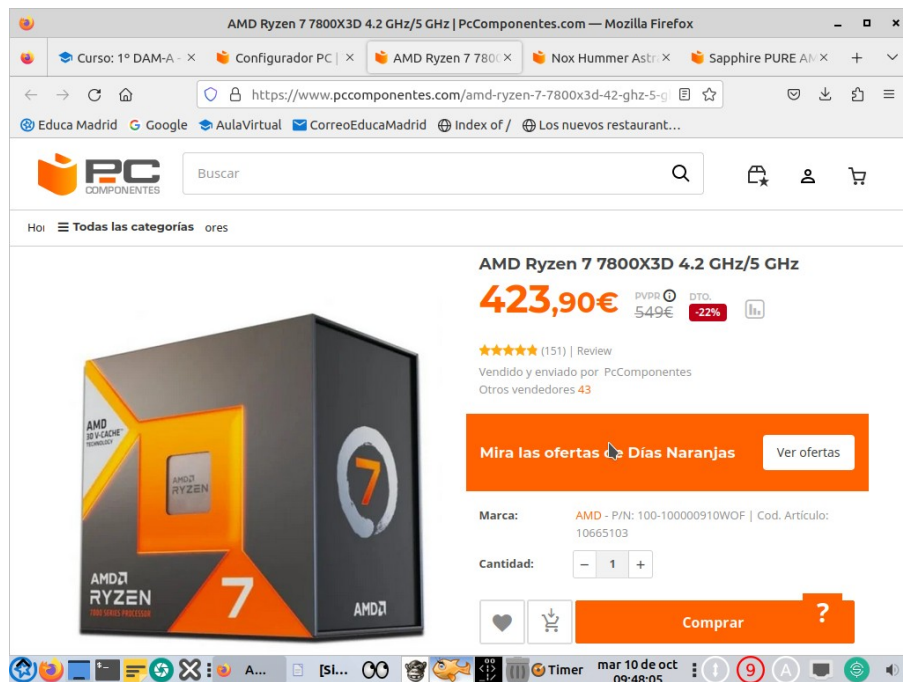 AMD Ryzen 7 7800X3D 4.2 GHz/5 GHz | PcComponentes.com — Mozilla Firefox
Curso: 1º DAM-A -
Configurador PC |
AMD Ryzen 7 780
Nox Hummer Astr
Sapphire PURE AM
https://www.pccomponentes.com/amd-ryzen-7-7800x3d-42-ghz-5-g
Educa Madrid
Google
AulaVirtual
CorreoEducaMadrid
Index of /
Los nuevos restaurant…
PC
COMPONENTES
Buscar
Todas las categorías
ores
AMD Ryzen 7 7800X3D 4.2 GHz/5 GHz
423,90€
PVPR
549€
DTO.
-22%
(151) | Review
Vendido y enviado por PcComponentes
Otros vendedores 43
Mira las ofertas de Días Naranjas
Ver ofertas
Marca:
AMD - P/N: 100-100000910WOF | Cod. Artículo:
10665103
Cantidad:
− 1 +
Comprar
?
AMD
3D V-CACHE™
TECHNOLOGY
AMD
RYZEN
7
AMD
RYZEN
7000 SERIES PROCESSOR
7
AMD
A...
[Si...
Timer
mar 10 de oct
09:48:05
9
A